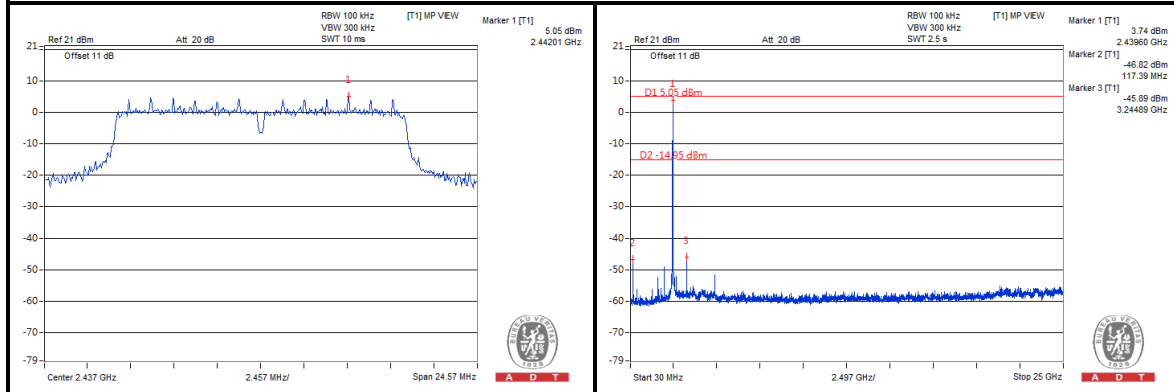 RBW 100 kHz [T1] MP VIEW
VBW 300 kHz
Ref 21 dBm Att 20 dB SWT 10 ms
Marker 1 [T1]
5.05 dBm
2.44201 GHz
21
Offset 11 dB
1
10
0
-10
-20
-30
-40
-50
-60
-70
-79
Center 2.437 GHz 2.457 MHz/ Span 24.57 MHz
BUREAU VERITAS
1828
A D T
RBW 100 kHz [T1] MP VIEW
VBW 300 kHz
Ref 21 dBm Att 20 dB SWT 2.5 s
Marker 1 [T1]
3.74 dBm
2.43960 GHz
Marker 2 [T1]
-46.82 dBm
117.39 MHz
Marker 3 [T1]
-45.89 dBm
3.24489 GHz
21
Offset 11 dB
1
10
D1 5.05 dBm
0
-10
D2 -14.95 dBm
-20
-30
-40
2
3
-50
-60
-70
-79
Start 30 MHz 2.497 GHz/ Stop 25 GHz
BUREAU VERITAS
1828
A D T